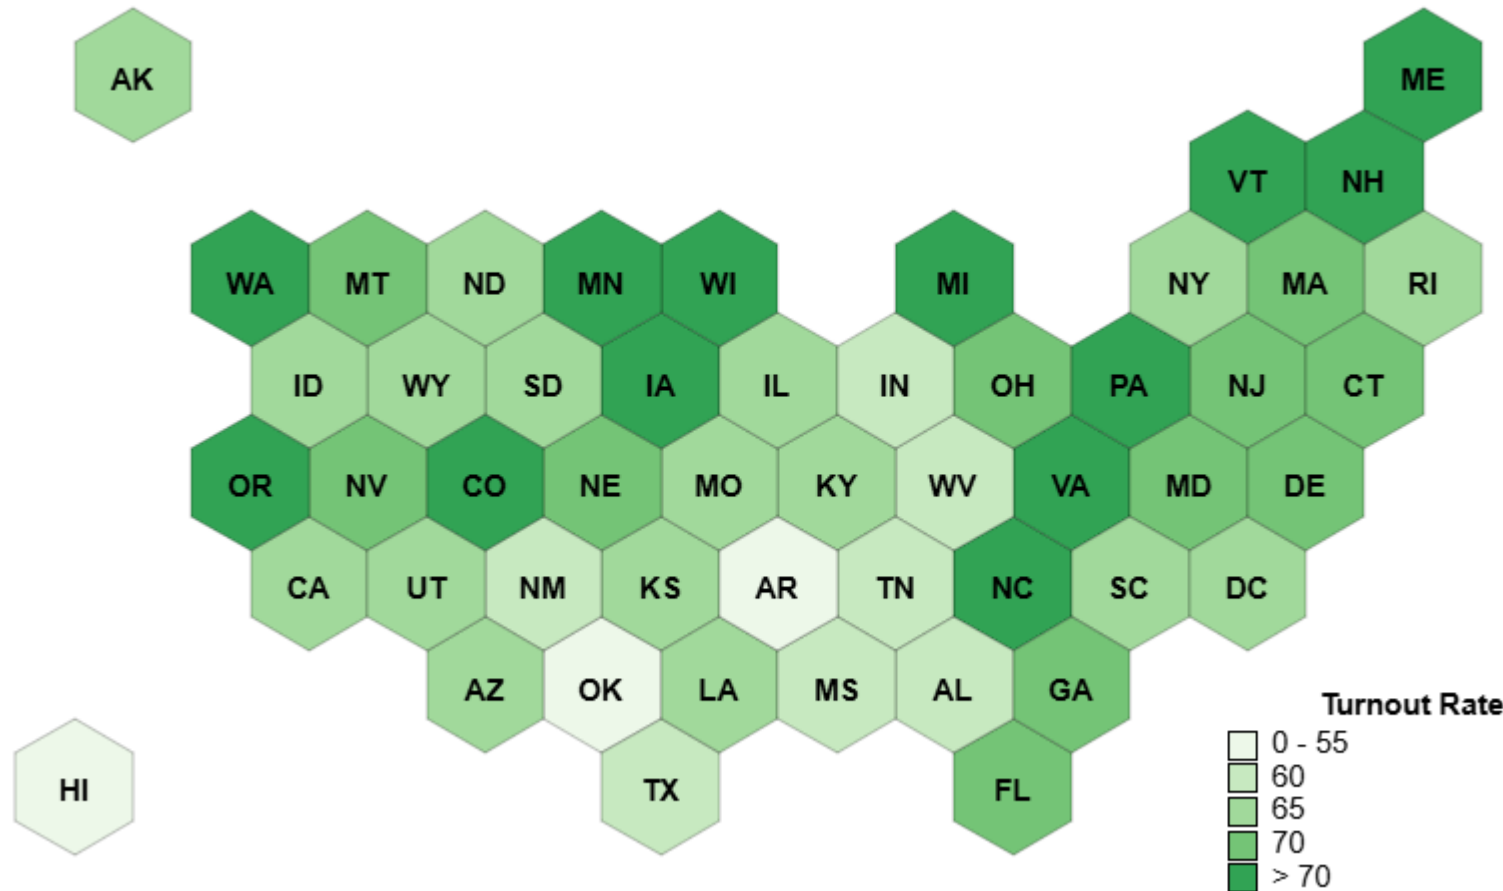 AK ME
VT NH
WA MT ND MN WI MI NY MA RI
ID WY SD IA IL IN OH PA NJ CT
OR NV CO NE MO KY WV VA MD DE
CA UT NM KS AR TN NC SC DC
AZ OK LA MS AL GA
HI TX FL
Turnout Rate
0 - 55
60
65
70
> 70